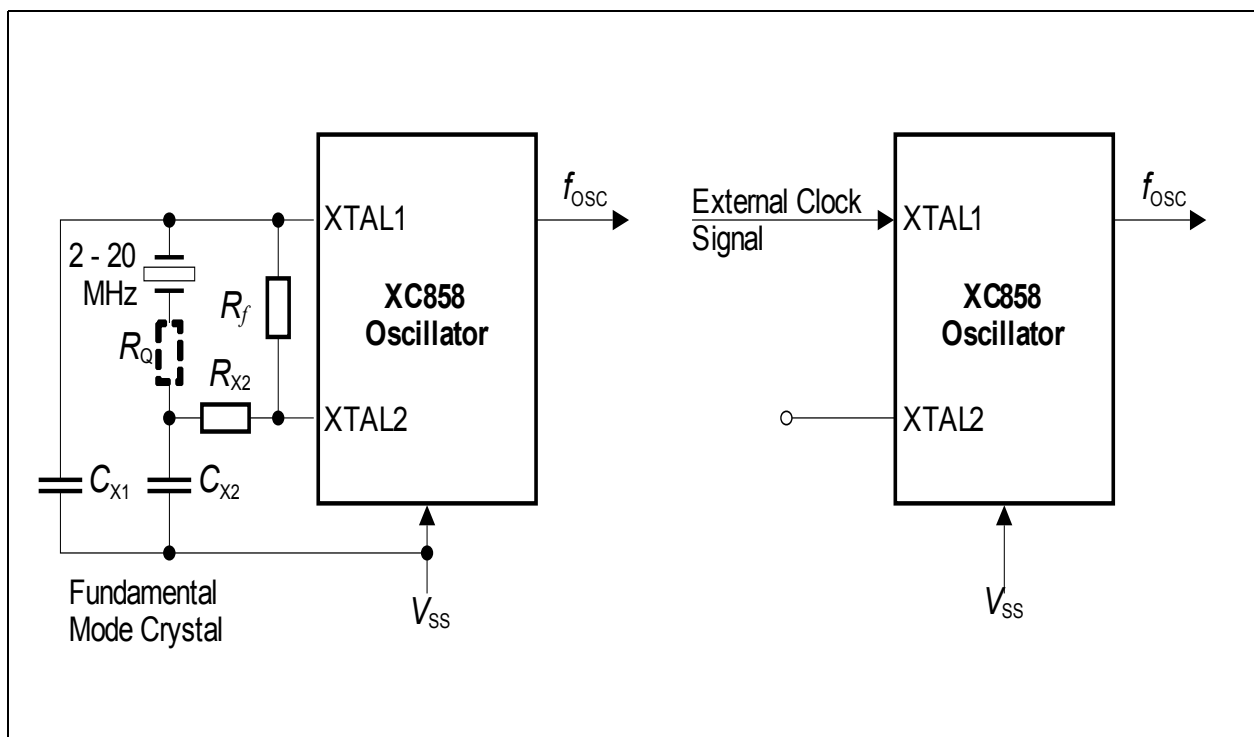 fOSC
XTAL1
2 - 20
MHz
Rf
XC858
Oscillator
RQ
RX2
XTAL2
CX1
CX2
Fundamental
Mode Crystal
VSS
fOSC
External Clock
Signal
XTAL1
XC858
Oscillator
XTAL2
VSS